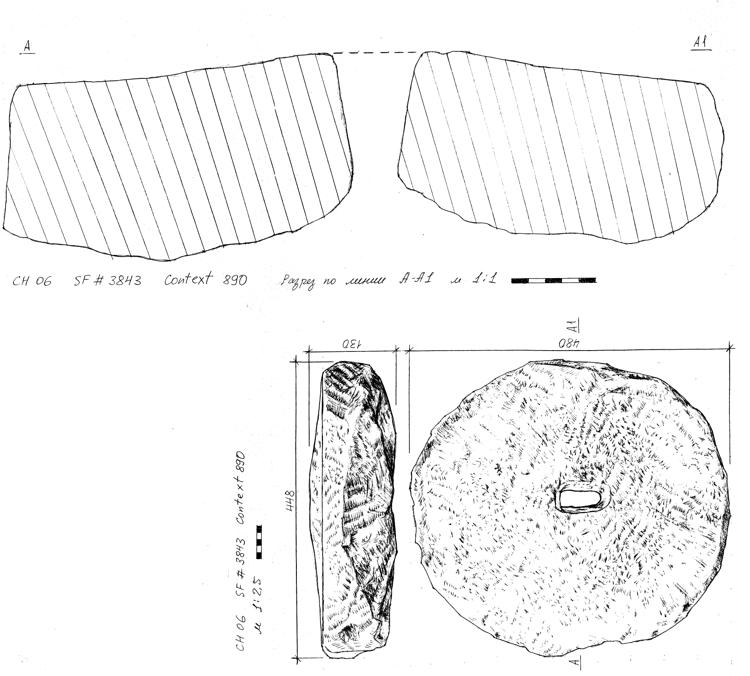 A A1
CH 06 SF # 3843 Context 890 Разрез по линии А-А1 м 1:1
A1
130 480
448
CH 06 SF # 3843 Context 890
м 1:2,5
A